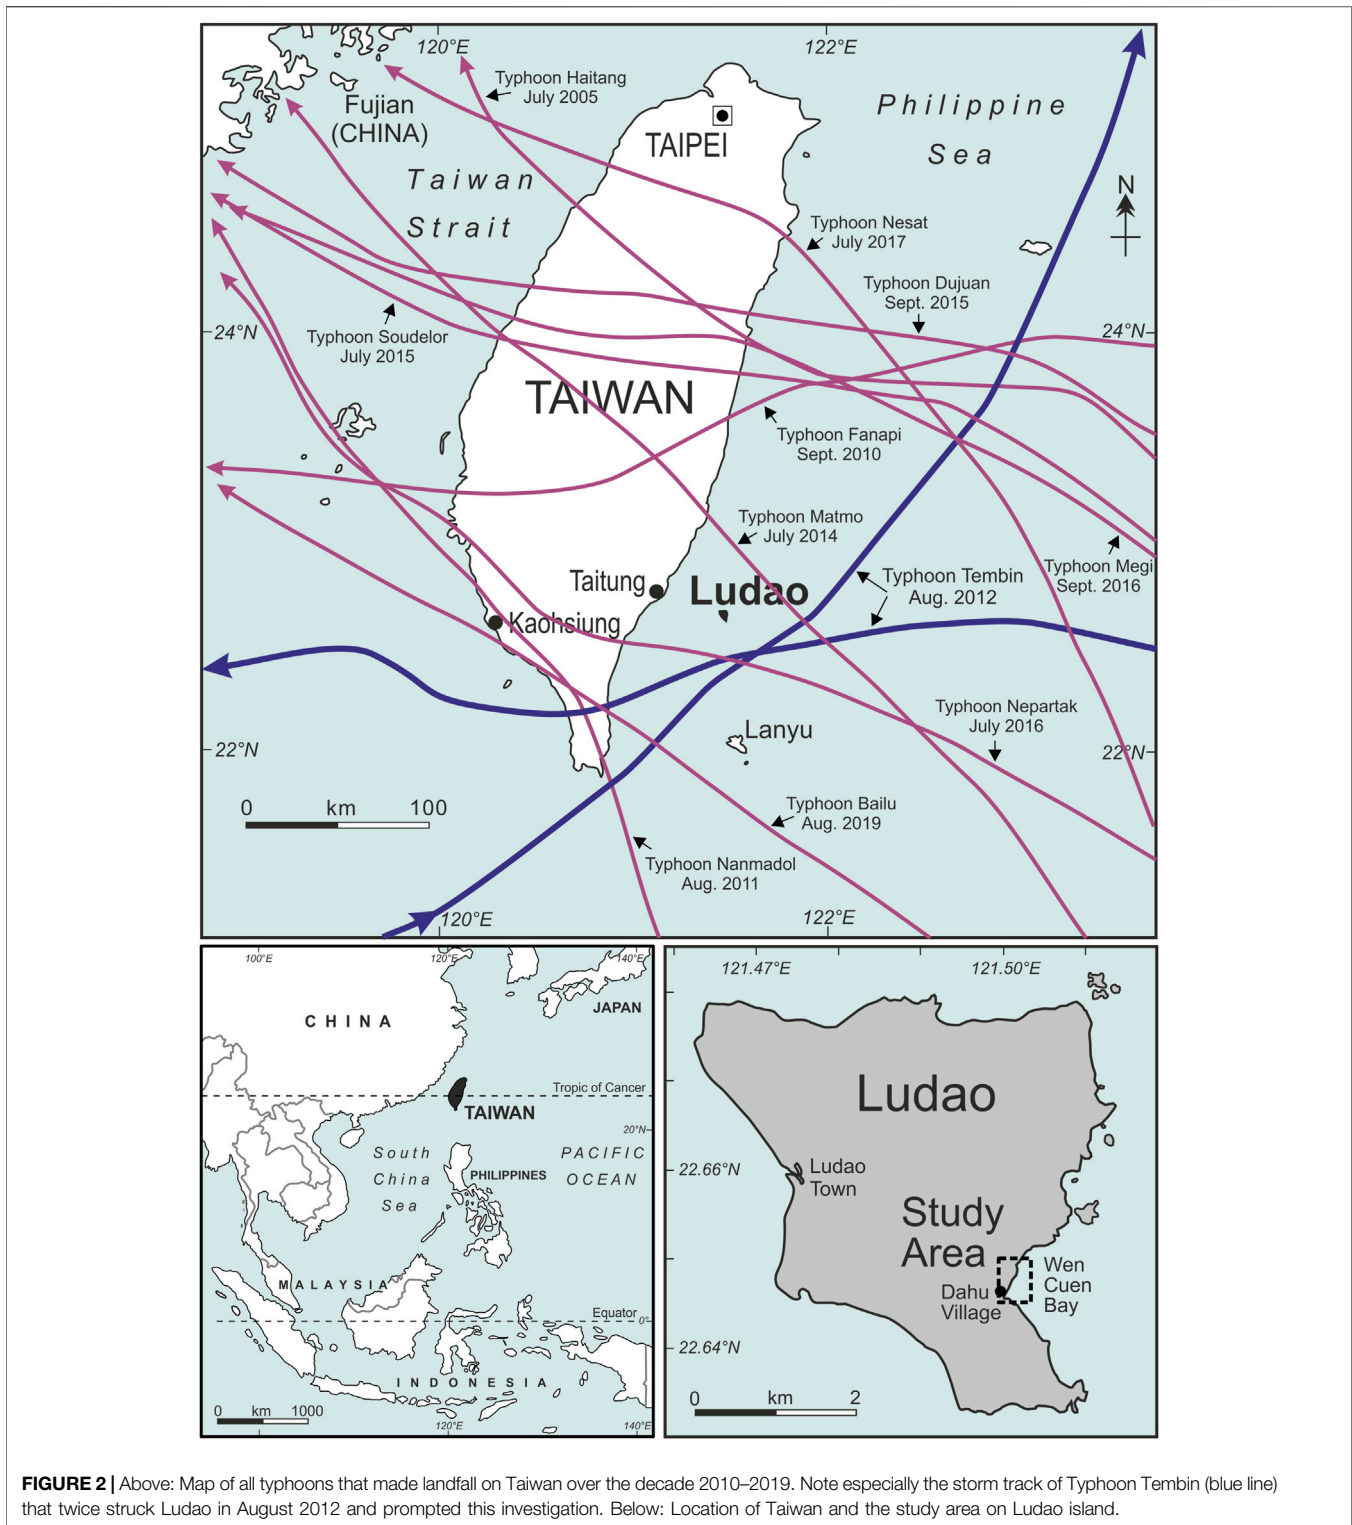 120°E
122°E
Typhoon Haitang
July 2005
Fujian
(CHINA)
TAIPEI
Philippine
Sea
Taiwan
Strait
N
Typhoon Nesat
July 2017
Typhoon Dujuan
Sept. 2015
24°N
24°N
Typhoon Soudelor
July 2015
TAIWAN
Typhoon Fanapi
Sept. 2010
Typhoon Matmo
July 2014
Typhoon Megi
Sept. 2016
Taitung
Ludao
Typhoon Tembin
Aug. 2012
Kaohsiung
Typhoon Nepartak
July 2016
Lanyu
22°N
22°N
0 km 100
Typhoon Bailu
Aug. 2019
Typhoon Nanmadol
Aug. 2011
120°E
122°E
100°E
120°E
140°E
JAPAN
CHINA
Tropic of Cancer
TAIWAN
20°N
South
China
Sea
PACIFIC
OCEAN
PHILIPPINES
MALAYSIA
Equator
0°
INDONESIA
0 km 1000
120°E
140°E
121.47°E
121.50°E
Ludao
22.66°N
Ludao
Town
Study
Area
Wen
Cuen
Bay
Dahu
Village
22.64°N
0 km 2
FIGURE 2 | Above: Map of all typhoons that made landfall on Taiwan over the decade 2010–2019. Note especially the storm track of Typhoon Tembin (blue line)
that twice struck Ludao in August 2012 and prompted this investigation. Below: Location of Taiwan and the study area on Ludao island.